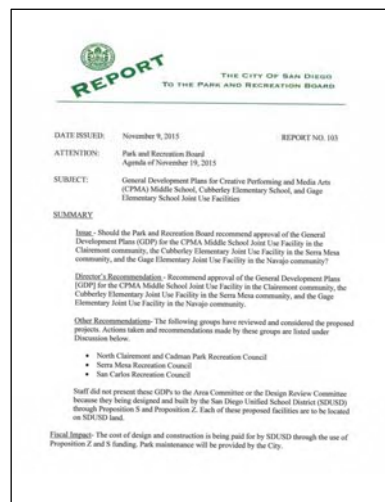 REPORT
THE CITY OF SAN DIEGO
TO THE PARK AND RECREATION BOARD
DATE ISSUED: November 9, 2015 REPORT NO. 103
ATTENTION: Park and Recreation Board
Agenda of November 19, 2015
SUBJECT: General Development Plans for Creative Performing and Media Arts
(CPMA) Middle School, Cubberley Elementary School, and Gage
Elementary School Joint Use Facilities
SUMMARY
Issue - Should the Park and Recreation Board recommend approval of the General
Development Plans (GDP) for the CPMA Middle School Joint Use Facility in the
Clairemont community, the Cubberley Elementary Joint Use Facility in the Serra Mesa
community, and the Gage Elementary Joint Use Facility in the Navajo community?
Director's Recommendation - Recommend approval of the General Development Plans
[GDP] for the CPMA Middle School Joint Use Facility in the Clairemont community, the
Cubberley Elementary Joint Use Facility in the Serra Mesa community, and the Gage
Elementary Joint Use Facility in the Navajo community.
Other Recommendations- The following groups have reviewed and considered the proposed
projects. Actions taken and recommendations made by these groups are listed under
Discussion below.
• North Clairemont and Cadman Park Recreation Council
• Serra Mesa Recreation Council
• San Carlos Recreation Council
Staff did not present these GDPs to the Area Committee or the Design Review Committee
because they are being designed and built by the San Diego Unified School District (SDUSD)
through Proposition S and Proposition Z. Each of these proposed facilities are to be located
on SDUSD land.
Fiscal Impact- The cost of design and construction is being paid for by SDUSD through the use of
Proposition Z and S funding. Park maintenance will be provided by the City.